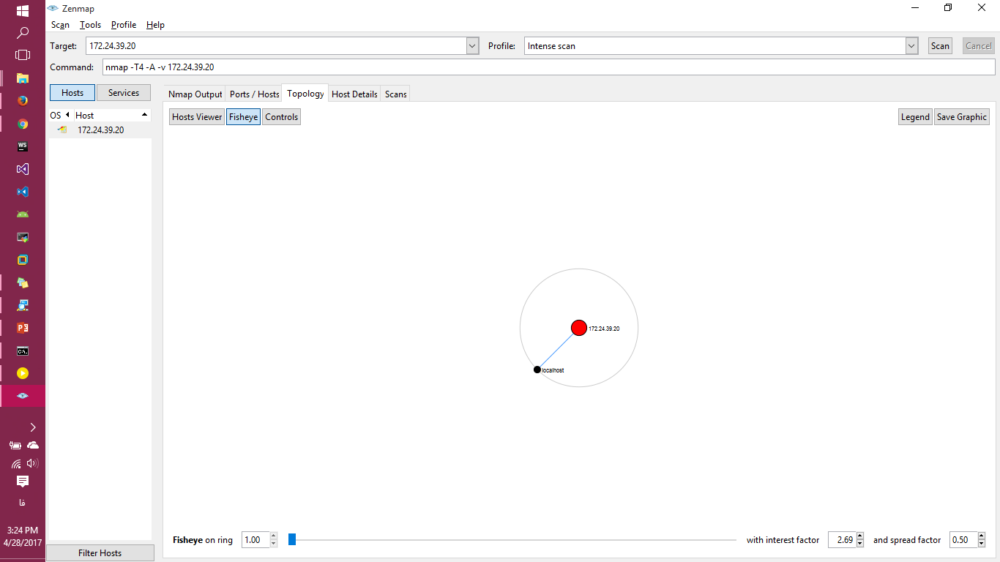 Zenmap
Scan Tools Profile Help
Target: 172.24.39.20 Profile: Intense scan Scan Cancel
Command: nmap -T4 -A -v 172.24.39.20
Hosts Services
Nmap Output Ports / Hosts Topology Host Details Scans
OS Host
172.24.39.20
Hosts Viewer Fisheye Controls Legend Save Graphic
172.24.39.20
localhost
Fisheye on ring 1.00 with interest factor 2.69 and spread factor 0.50
Filter Hosts
WS
P
C:\.
فا
3:24 PM
4/28/2017